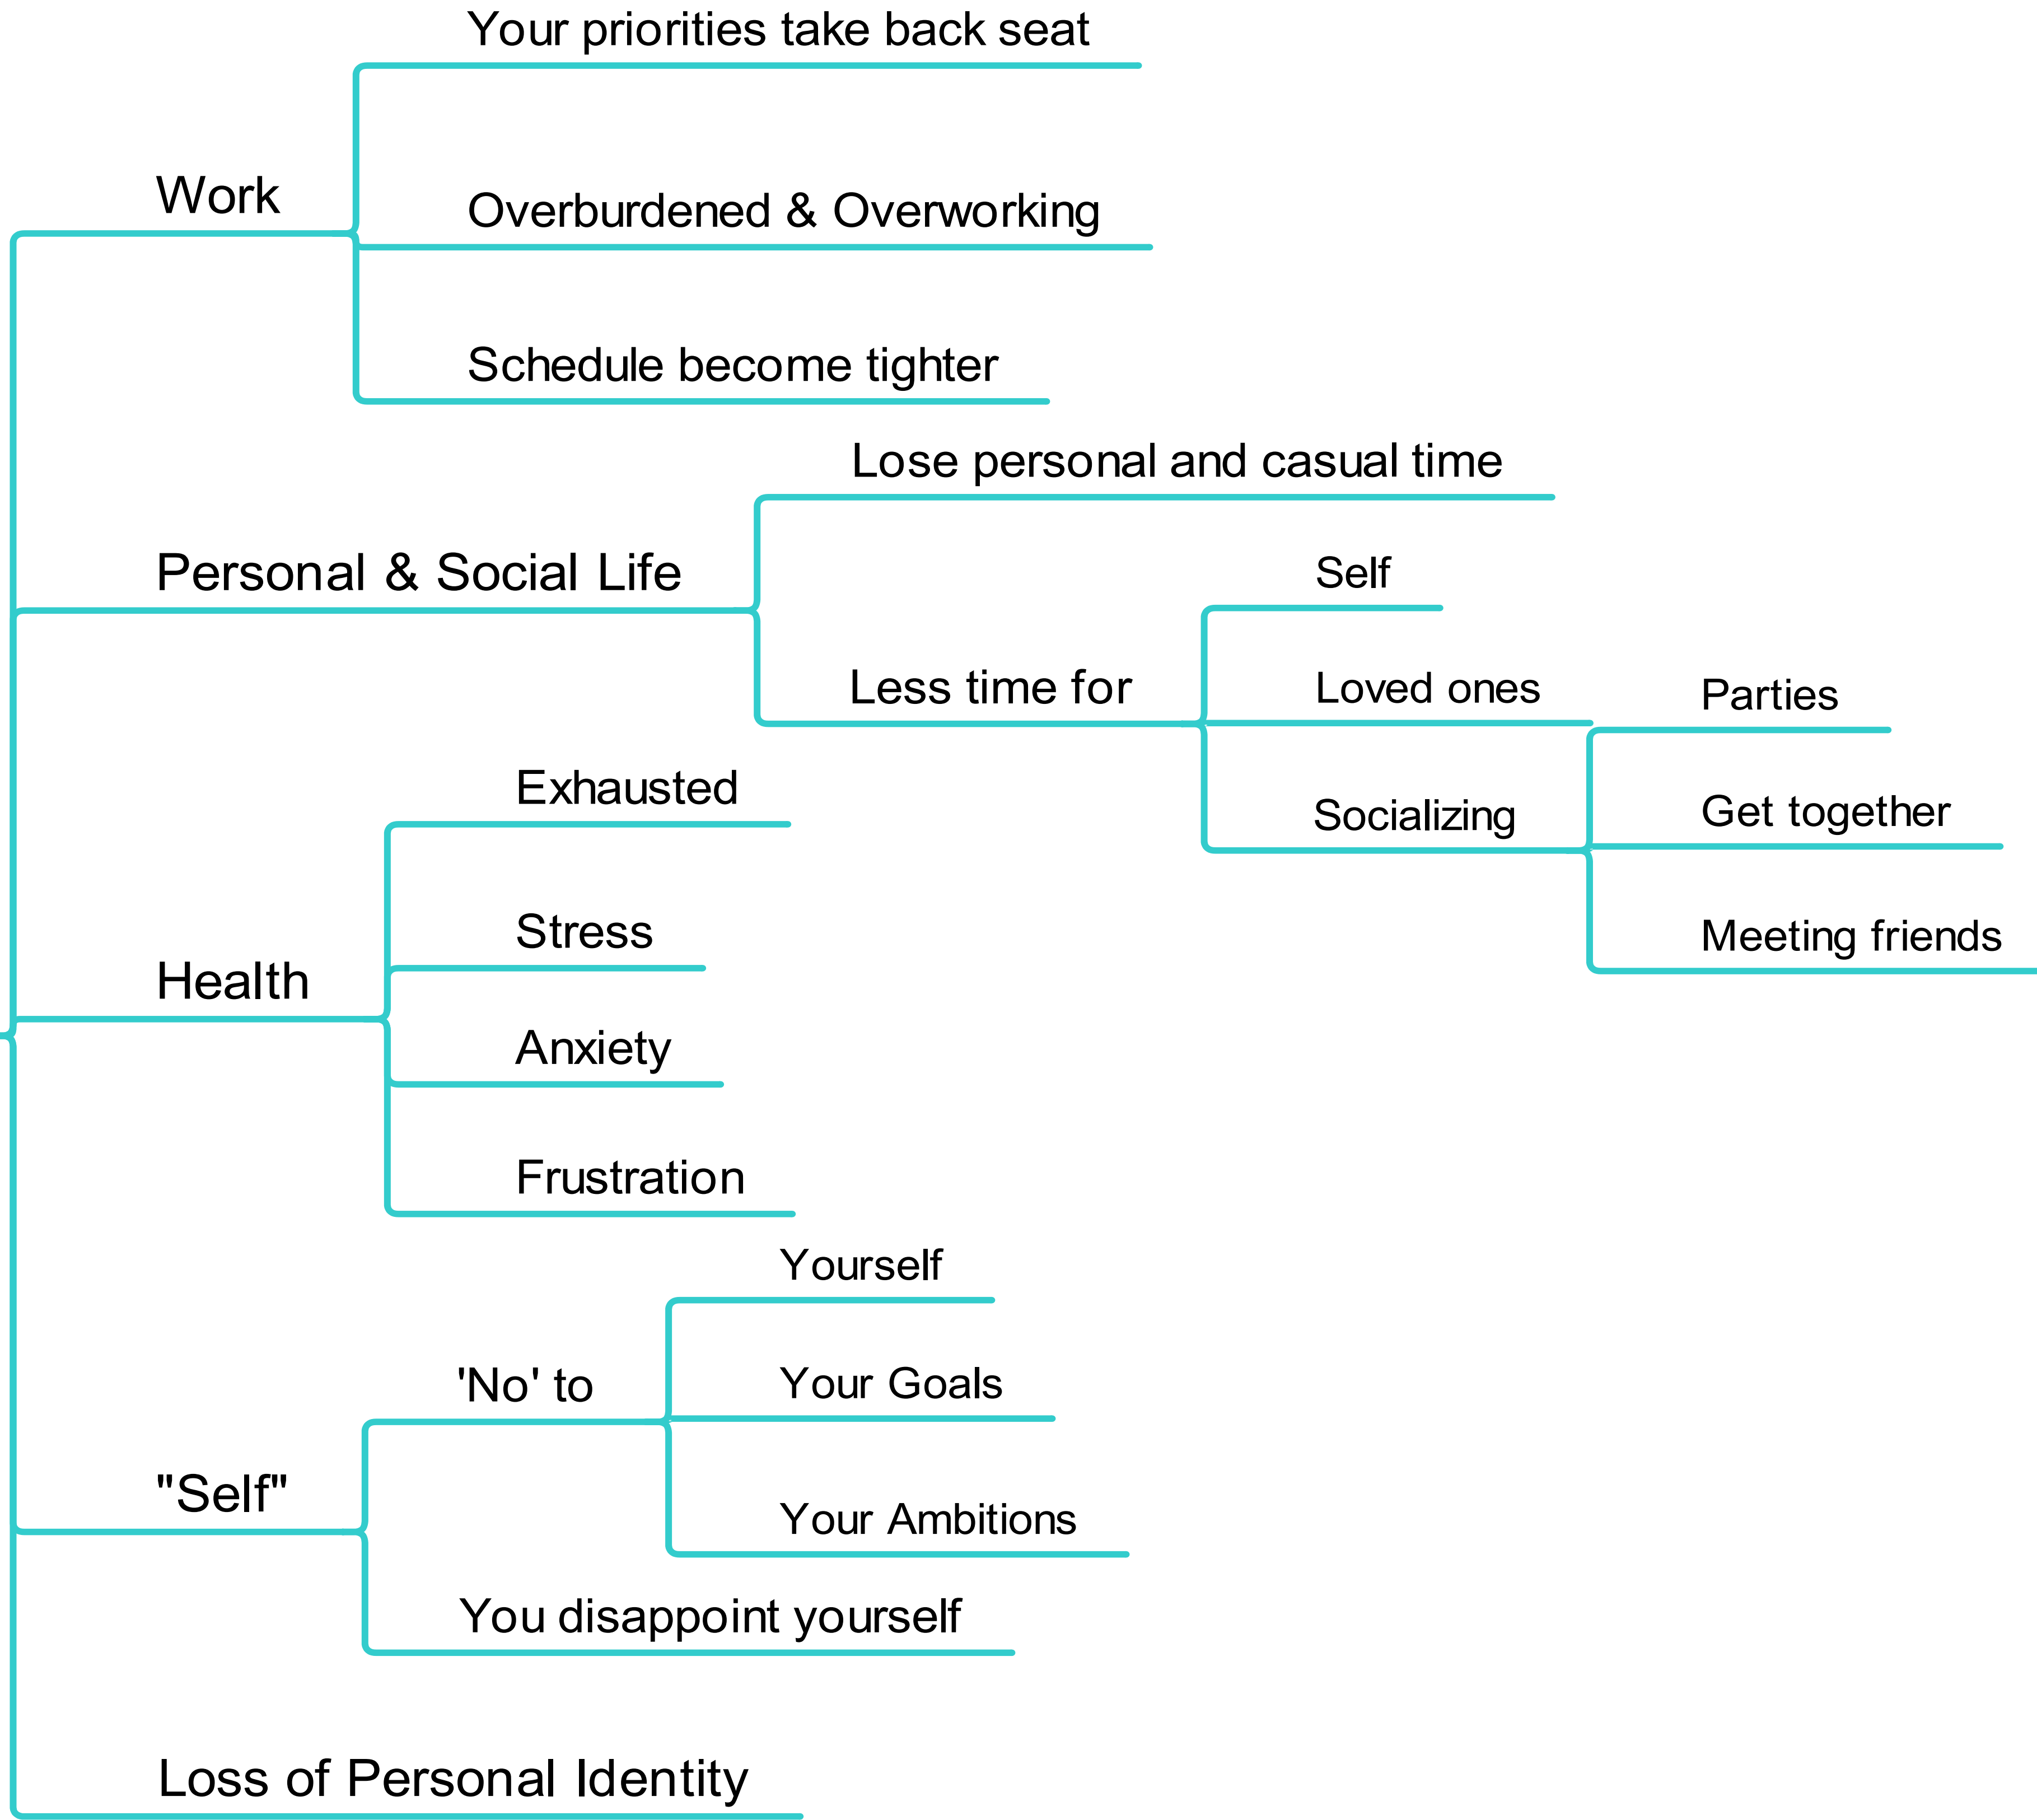 Your priorities take back seat
Work
Overburdened & Overworking
Schedule become tighter
Lose personal and casual time
Personal & Social Life
Self
Less time for
Loved ones
Parties
Socializing
Get together
Meeting friends
Exhausted
Stress
Health
Anxiety
Frustration
Yourself
'No' to
Your Goals
"Self"
Your Ambitions
You disappoint yourself
Loss of Personal Identity